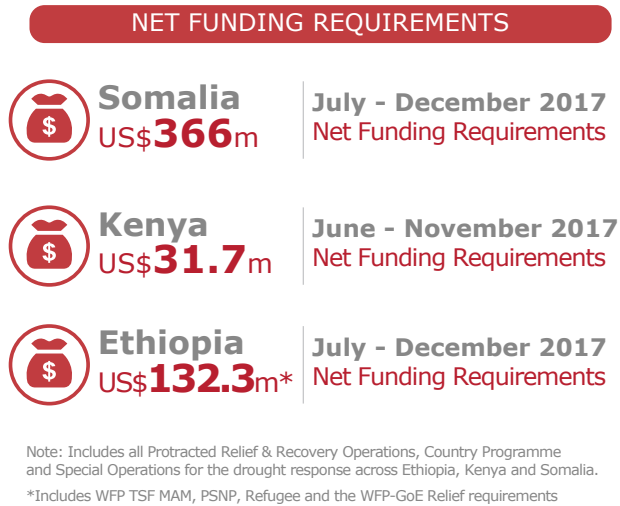 NET FUNDING REQUIREMENTS
$
Somalia
US$366m
July - December 2017
Net Funding Requirements
$
Kenya
US$31.7m
June - November 2017
Net Funding Requirements
$
Ethiopia
US$132.3m*
July - December 2017
Net Funding Requirements
Note: Includes all Protracted Relief & Recovery Operations, Country Programme
and Special Operations for the drought response across Ethiopia, Kenya and Somalia.
*Includes WFP TSF MAM, PSNP, Refugee and the WFP-GoE Relief requirements